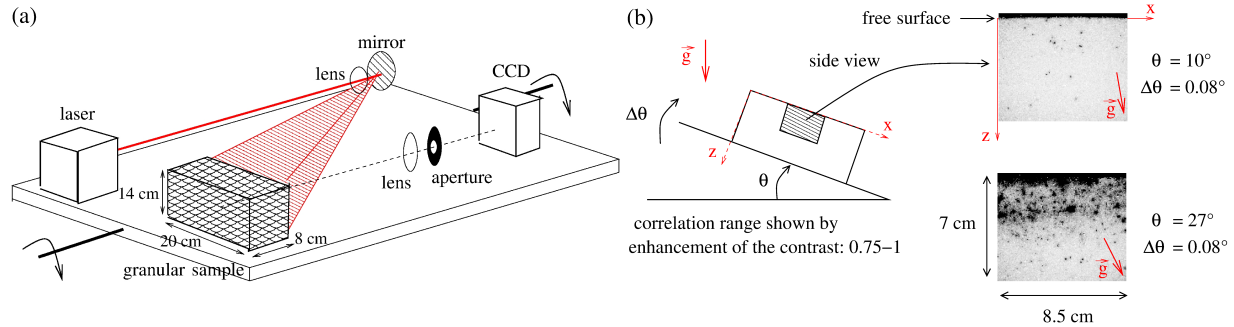 (a)
mirror
lens
CCD
laser
lens
aperture
14 cm
20 cm
8 cm
granular sample
(b)
free surface
x
g
side view
θ = 10°
Δθ = 0.08°
g
z
Δθ
x
z
θ
correlation range shown by
enhancement of the contrast: 0.75−1
7 cm
θ = 27°
Δθ = 0.08°
g
8.5 cm